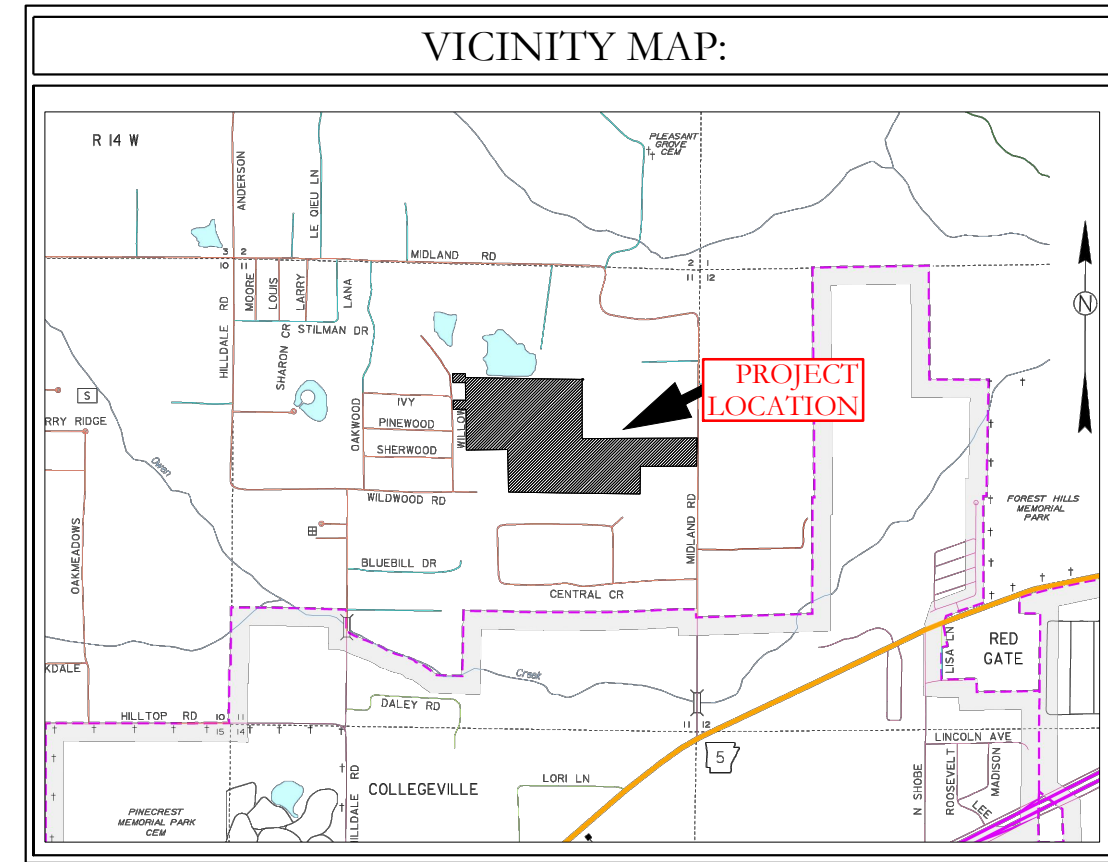 VICINITY MAP:
R 14 W
ANDERSON
LE QIEU LN
PLEASANT
GROVE
CEM
MIDLAND RD
3 2
10 11
2 1
11 12
N
HILLDALE RD
MOORE
LOUIS
LARRY
LANA
SHARON CR
STILMAN DR
S
RRY RIDGE
OAKWOOD
IVY
PINEWOOD
SHERWOOD
WILLOW
PROJECT
LOCATION
Owen
WILDWOOD RD
OAKMEADOWS
MIDLAND RD
FOREST HILLS
MEMORIAL
PARK
BLUEBILL DR
CENTRAL CR
LISA LN
RED
GATE
KDALE
Creek
DALEY RD
HILLTOP RD
10 11
15 14
11 12
5
LINCOLN AVE
LORI LN
COLLEGEVILLE
ILLDALE RD
N SHOBE
ROOSEVELT
MADISON
LEE
PINECREST
MEMORIAL PARK
CEM